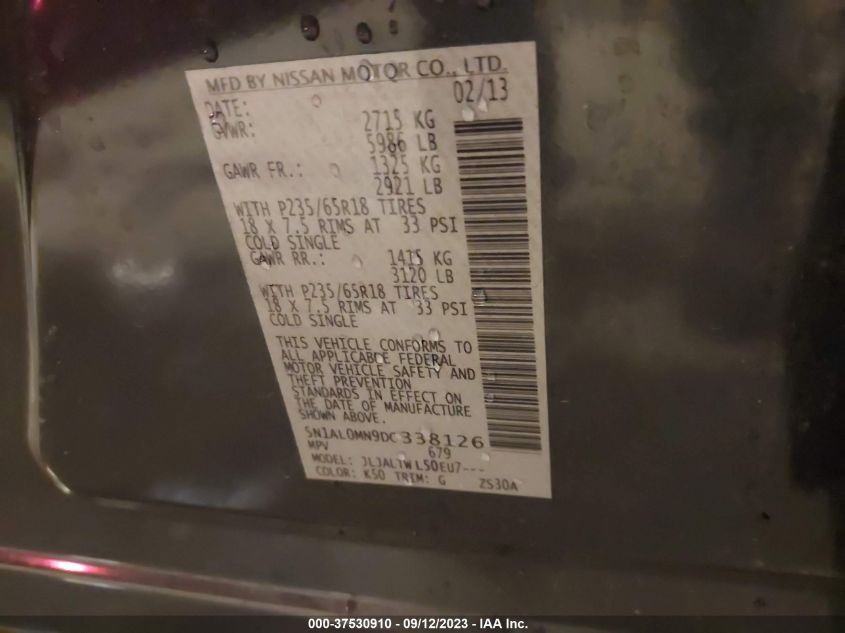 MFD BY NISSAN MOTOR CO., LTD.
DATE: 02/13
GVWR: 2715 KG
5986 LB
GAWR FR.: 1325 KG
2921 LB
WITH P235/65R18 TIRES
18 X 7.5 RIMS AT 33 PSI
COLD SINGLE
GAWR RR.: 1415 KG
3120 LB
WITH P235/65R18 TIRES
18 X 7.5 RIMS AT 33 PSI
COLD SINGLE
THIS VEHICLE CONFORMS TO
ALL APPLICABLE FEDERAL
MOTOR VEHICLE SAFETY AND
THEFT PREVENTION
STANDARDS IN EFFECT ON
THE DATE OF MANUFACTURE
SHOWN ABOVE.
5N1AL0MN9DC338126
MPV 679
MODEL: JLJALTWL50EU7---
COLOR: K50 TRIM: G ZS30A
000-37530910 - 09/12/2023 - IAA Inc.